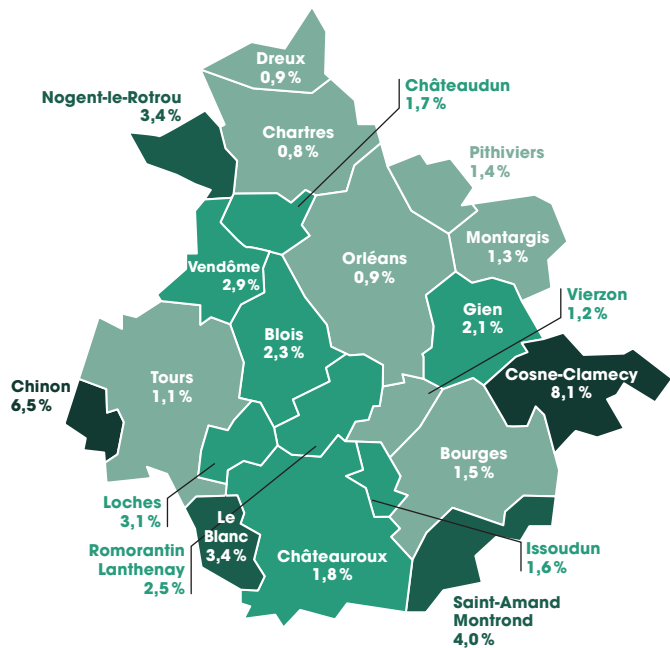 Dreux
0,9 %
Châteaudun
1,7 %
Nogent-le-Rotrou
3,4 %
Chartres
0,8 %
Pithiviers
1,4 %
Montargis
1,3 %
Orléans
0,9 %
Vendôme
2,9 %
Vierzon
1,2 %
Gien
2,1 %
Blois
2,3 %
Cosne-Clamecy
8,1 %
Tours
1,1 %
Chinon
6,5 %
Bourges
1,5 %
Loches
3,1 %
Le
Blanc
3,4 %
Romorantin
Lanthenay
2,5 %
Châteauroux
1,8 %
Issoudun
1,6 %
Saint-Amand
Montrond
4,0 %